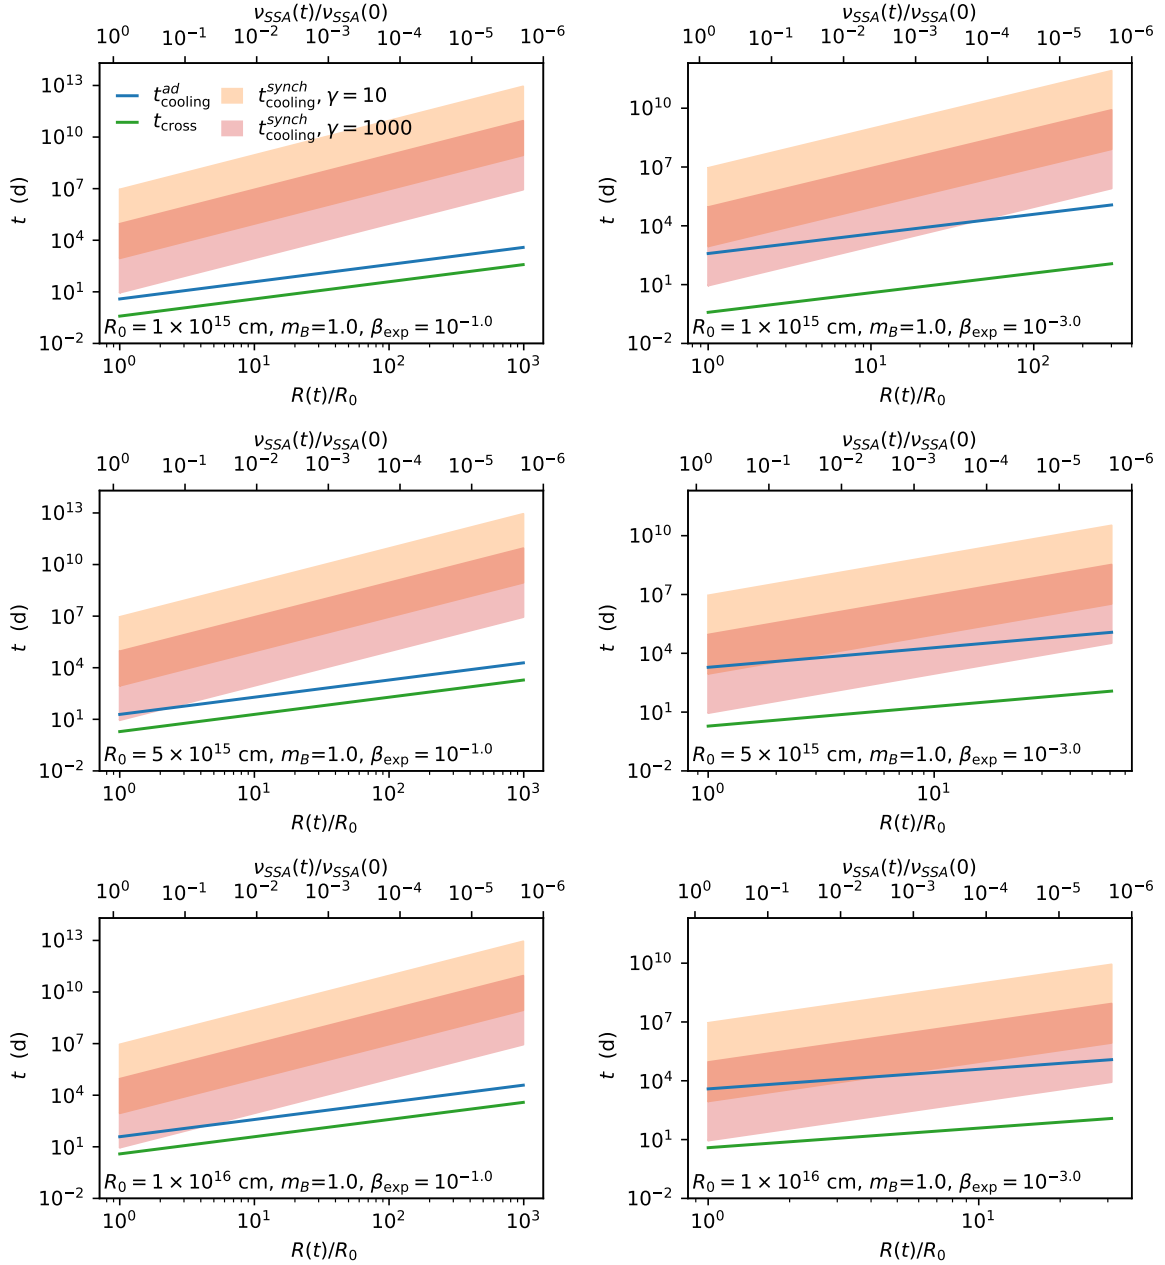 ν_SSA(t)/ν_SSA(0)
10^0 10^-1 10^-2 10^-3 10^-4 10^-5 10^-6
10^13
10^10
10^7
10^4
10^1
10^-2
t (d)
t^ad_cooling
t_cross
t^synch_cooling, γ = 10
t^synch_cooling, γ = 1000
R_0 = 1 × 10^15 cm, m_B=1.0, β_exp = 10^-1.0
10^0 10^1 10^2 10^3
R(t)/R_0
ν_SSA(t)/ν_SSA(0)
10^0 10^-1 10^-2 10^-3 10^-4 10^-5 10^-6
10^10
10^7
10^4
10^1
10^-2
t (d)
R_0 = 1 × 10^15 cm, m_B=1.0, β_exp = 10^-3.0
10^0 10^1 10^2
R(t)/R_0
ν_SSA(t)/ν_SSA(0)
10^0 10^-1 10^-2 10^-3 10^-4 10^-5 10^-6
10^13
10^10
10^7
10^4
10^1
10^-2
t (d)
R_0 = 5 × 10^15 cm, m_B=1.0, β_exp = 10^-1.0
10^0 10^1 10^2 10^3
R(t)/R_0
ν_SSA(t)/ν_SSA(0)
10^0 10^-1 10^-2 10^-3 10^-4 10^-5 10^-6
10^10
10^7
10^4
10^1
10^-2
t (d)
R_0 = 5 × 10^15 cm, m_B=1.0, β_exp = 10^-3.0
10^0 10^1
R(t)/R_0
ν_SSA(t)/ν_SSA(0)
10^0 10^-1 10^-2 10^-3 10^-4 10^-5 10^-6
10^13
10^10
10^7
10^4
10^1
10^-2
t (d)
R_0 = 1 × 10^16 cm, m_B=1.0, β_exp = 10^-1.0
10^0 10^1 10^2 10^3
R(t)/R_0
ν_SSA(t)/ν_SSA(0)
10^0 10^-1 10^-2 10^-3 10^-4 10^-5 10^-6
10^10
10^7
10^4
10^1
10^-2
t (d)
R_0 = 1 × 10^16 cm, m_B=1.0, β_exp = 10^-3.0
10^0 10^1
R(t)/R_0